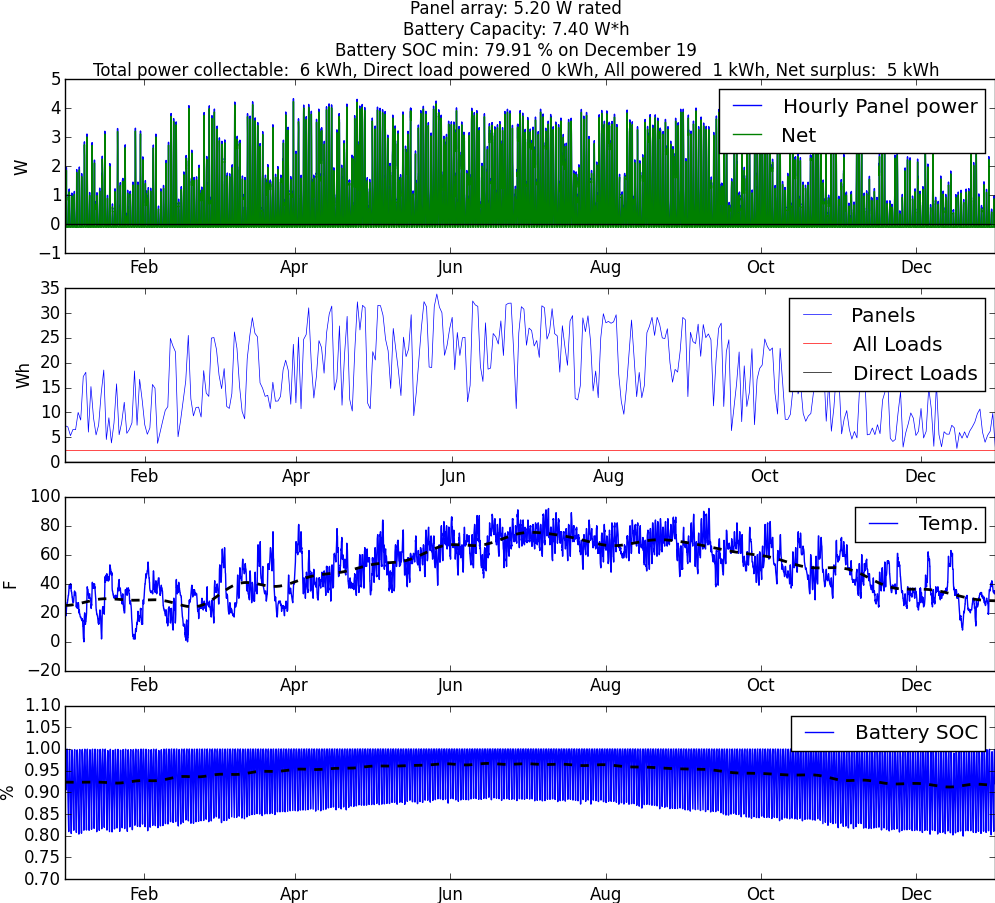 Panel array: 5.20 W rated
Battery Capacity: 7.40 W*h
Battery SOC min: 79.91 % on December 19
Total power collectable:  6 kWh, Direct load powered  0 kWh, All powered  1 kWh, Net surplus:  5 kWh
5
4
3
2
1
0
−1
W
Hourly Panel power
Net
Feb
Apr
Jun
Aug
Oct
Dec
35
30
25
20
15
10
5
0
Wh
Panels
All Loads
Direct Loads
Feb
Apr
Jun
Aug
Oct
Dec
100
80
60
40
20
0
−20
F
Temp.
Feb
Apr
Jun
Aug
Oct
Dec
1.10
1.05
1.00
0.95
0.90
0.85
0.80
0.75
0.70
%
Battery SOC
Feb
Apr
Jun
Aug
Oct
Dec